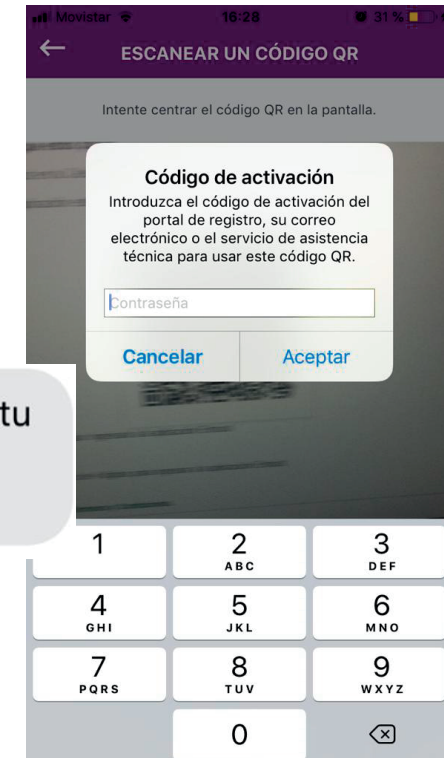 Movistar 16:28 31 %
← ESCANEAR UN CÓDIGO QR
Intente centrar el código QR en la pantalla.
Código de activación
Introduzca el código de activación del
portal de registro, su correo
electrónico o el servicio de asistencia
técnica para usar este código QR.
Contraseña
Cancelar Aceptar
tu
1 2 3
ABC DEF
4 5 6
GHI JKL MNO
7 8 9
PQRS TUV WXYZ
0